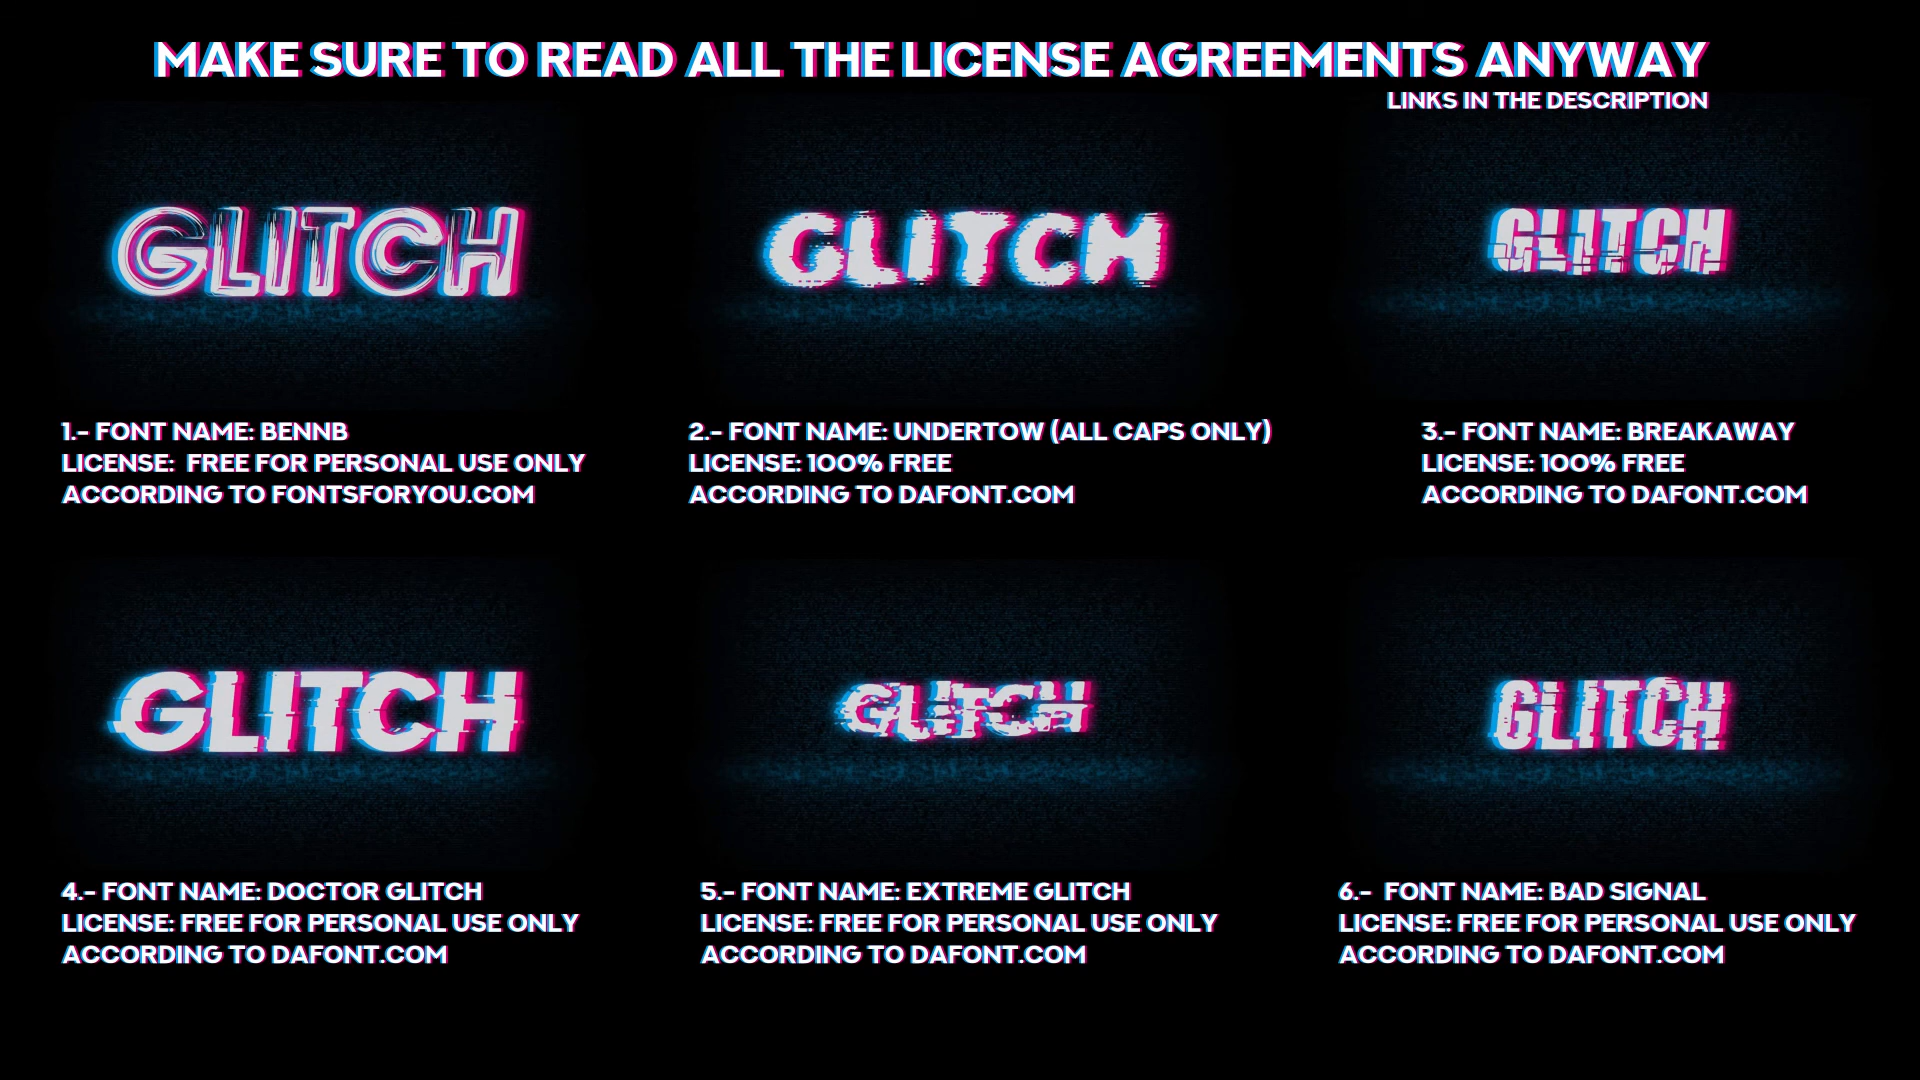 MAKE SURE TO READ ALL THE LICENSE AGREEMENTS ANYWAY
LINKS IN THE DESCRIPTION
GLITCH
GLITCH
GLITCH
1.- FONT NAME: BENNB
LICENSE:  FREE FOR PERSONAL USE ONLY
ACCORDING TO FONTSFORYOU.COM
2.- FONT NAME: UNDERTOW (ALL CAPS ONLY)
LICENSE: 100% FREE
ACCORDING TO DAFONT.COM
3.- FONT NAME: BREAKAWAY
LICENSE: 100% FREE
ACCORDING TO DAFONT.COM
GLITCH
GLITCH
GLITCH
4.- FONT NAME: DOCTOR GLITCH
LICENSE: FREE FOR PERSONAL USE ONLY
ACCORDING TO DAFONT.COM
5.- FONT NAME: EXTREME GLITCH
LICENSE: FREE FOR PERSONAL USE ONLY
ACCORDING TO DAFONT.COM
6.-  FONT NAME: BAD SIGNAL
LICENSE: FREE FOR PERSONAL USE ONLY
ACCORDING TO DAFONT.COM